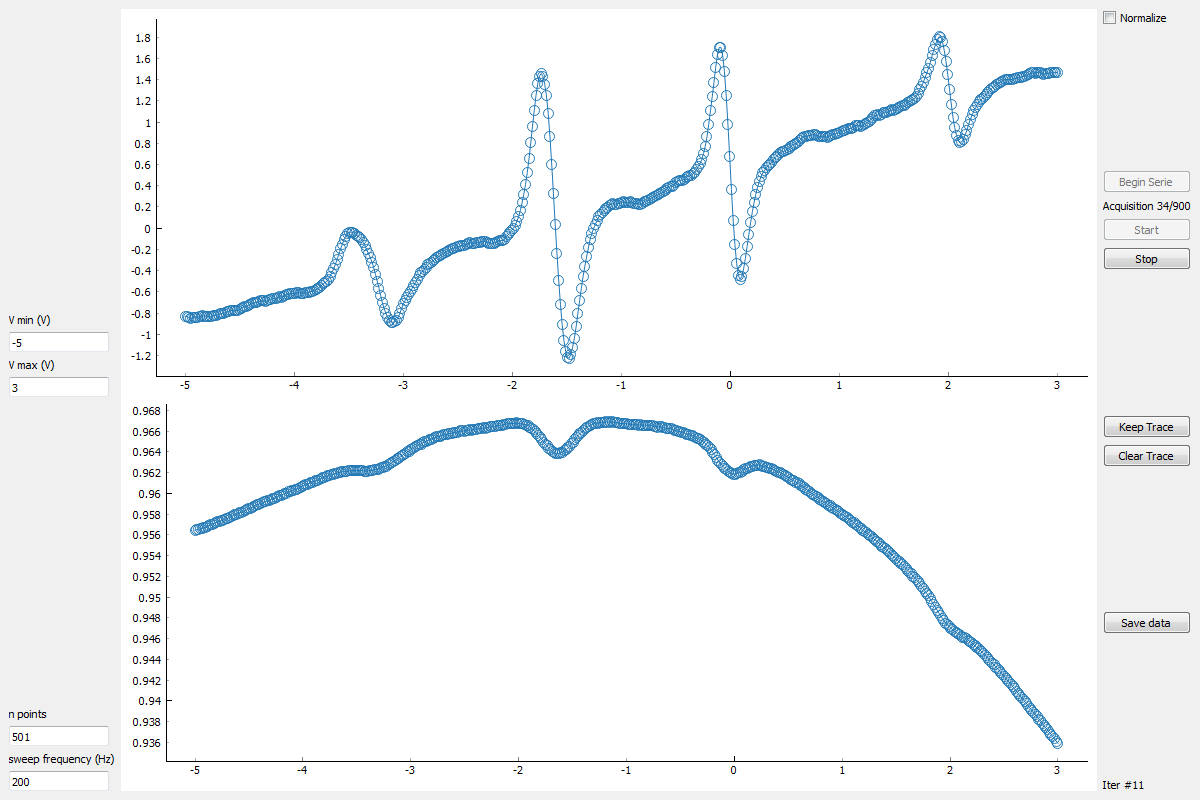 Normalize
1.8
1.6
1.4
1.2
1
0.8
0.6
0.4
0.2
0
-0.2
-0.4
-0.6
-0.8
-1
-1.2
-5 -4 -3 -2 -1 0 1 2 3
Begin Serie
Acquisition 34/900
Start
Stop
V min (V)
-5
V max (V)
3
0.968
0.966
0.964
0.962
0.96
0.958
0.956
0.954
0.952
0.95
0.948
0.946
0.944
0.942
0.94
0.938
0.936
-5 -4 -3 -2 -1 0 1 2 3
Keep Trace
Clear Trace
Save data
n points
501
sweep frequency (Hz)
200
Iter #11